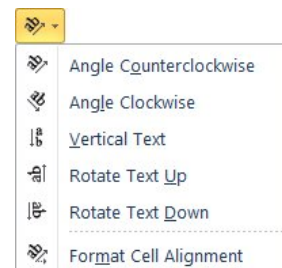 Angle Counterclockwise
Angle Clockwise
Vertical Text
Rotate Text Up
Rotate Text Down
Format Cell Alignment